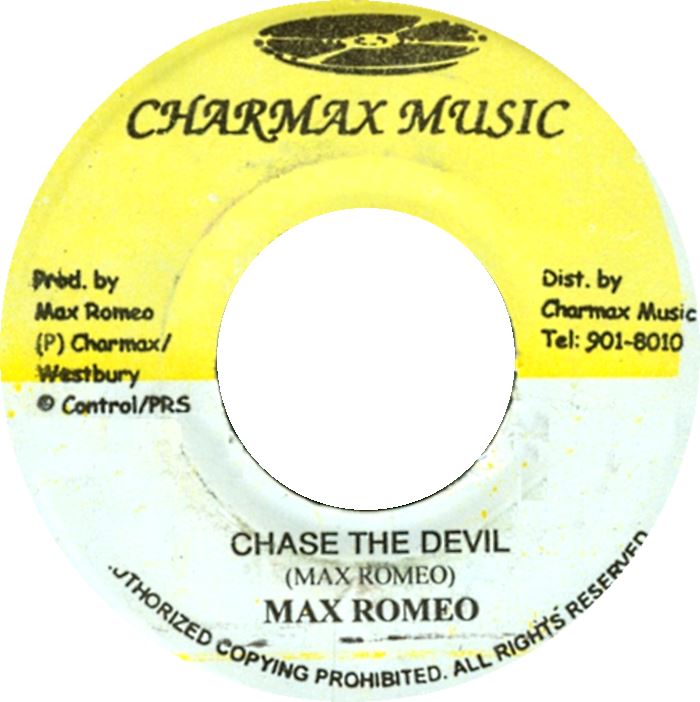 CHARMAX MUSIC
Prod. by
Max Romeo
(P) Charmax/
Westbury
© Control/PRS
Dist. by
Charmax Music
Tel: 901-8010
CHASE THE DEVIL
(MAX ROMEO)
MAX ROMEO
UTHORIZED COPYING PROHIBITED. ALL RIGHTS RESERVED